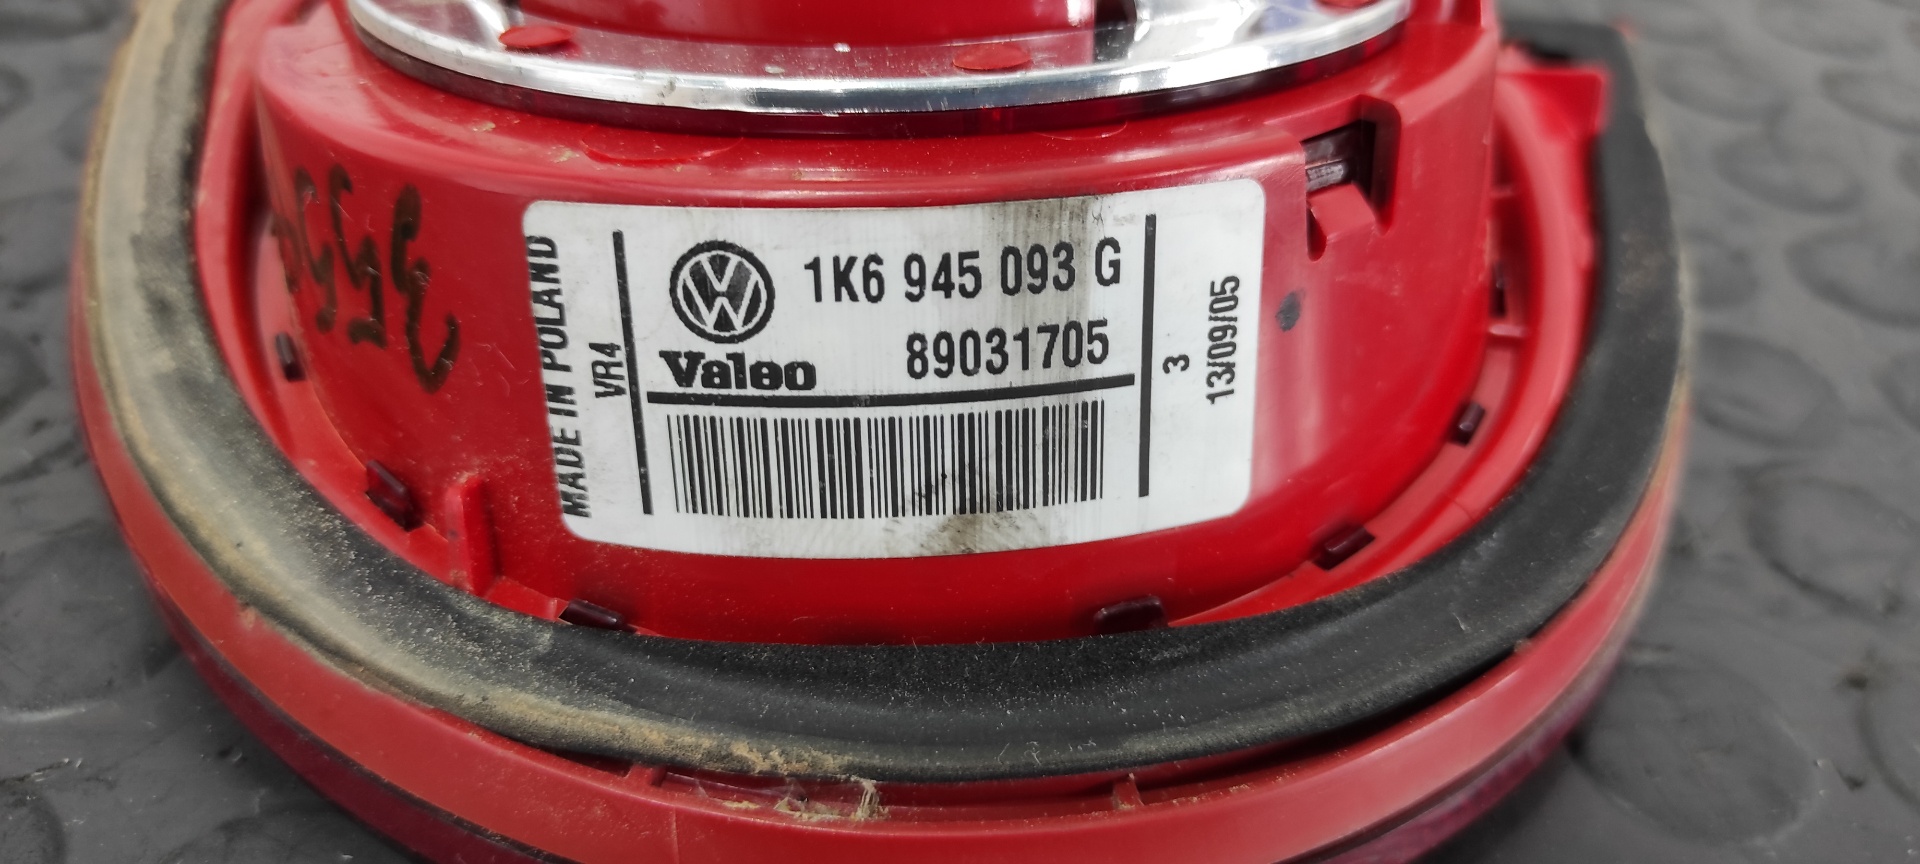 MADE IN POLAND
VR4
1K6 945 093 G
Valeo 89031705
3
13/09/05